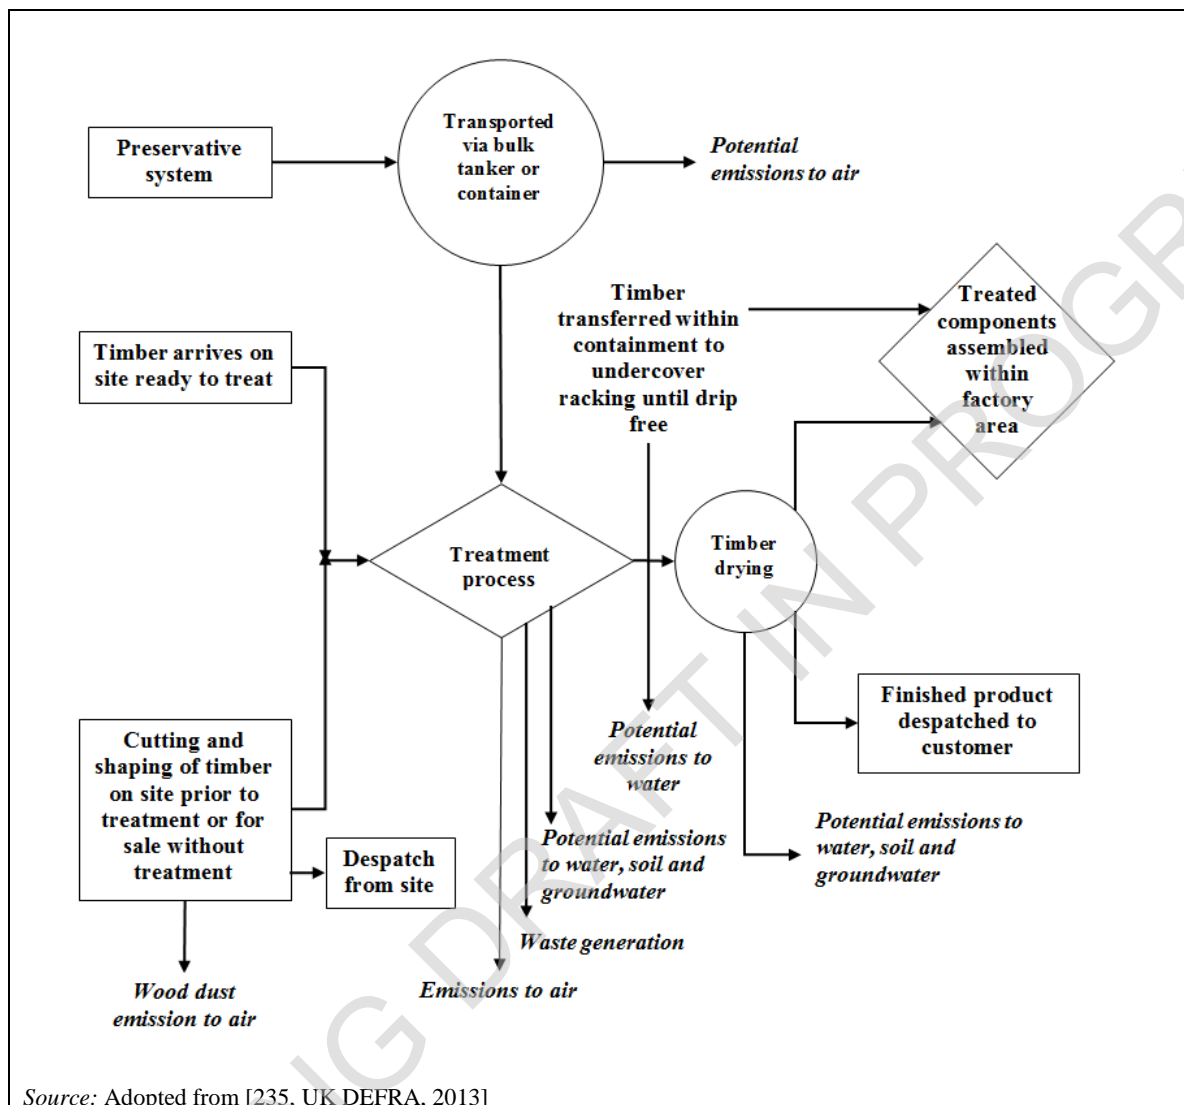 Preservative
system
Transported
via bulk
tanker or
container
Potential
emissions to air
Timber
transferred within
containment to
undercover
racking until drip
free
Treated
components
assembled
within
factory
area
Timber arrives on
site ready to treat
Treatment
process
Timber
drying
Finished product
despatched to
customer
Potential
emissions to
water
Cutting and
shaping of timber
on site prior to
treatment or for
sale without
treatment
Despatch
from site
Potential emissions
to water, soil and
groundwater
Potential emissions to
water, soil and
groundwater
Waste generation
Emissions to air
Wood dust
emission to air
Source: Adopted from [235, UK DEFRA, 2013]
NG DRAFT IN PROGR